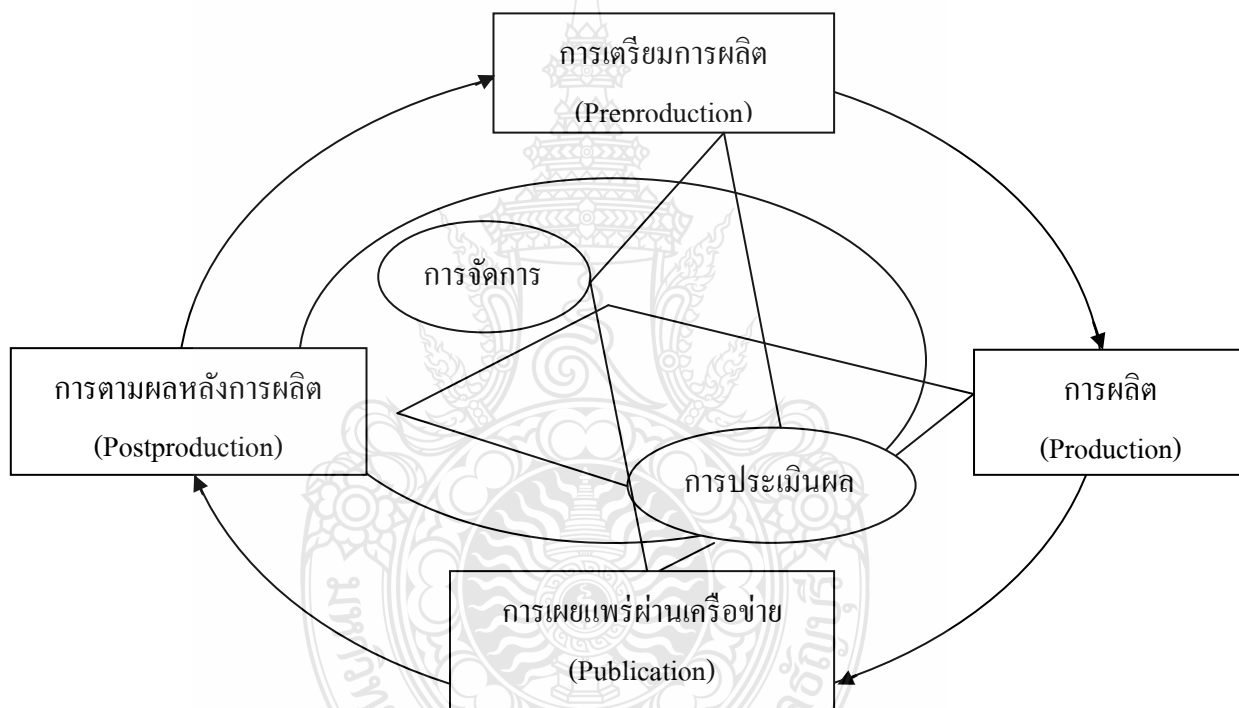 การเตรียมการผลิต
(Preproduction)
การจัดการ
การตามผลหลังการผลิต
(Postproduction)
การผลิต
(Production)
การประเมินผล
การเผยแพร่ผ่านเครือข่าย
(Publication)